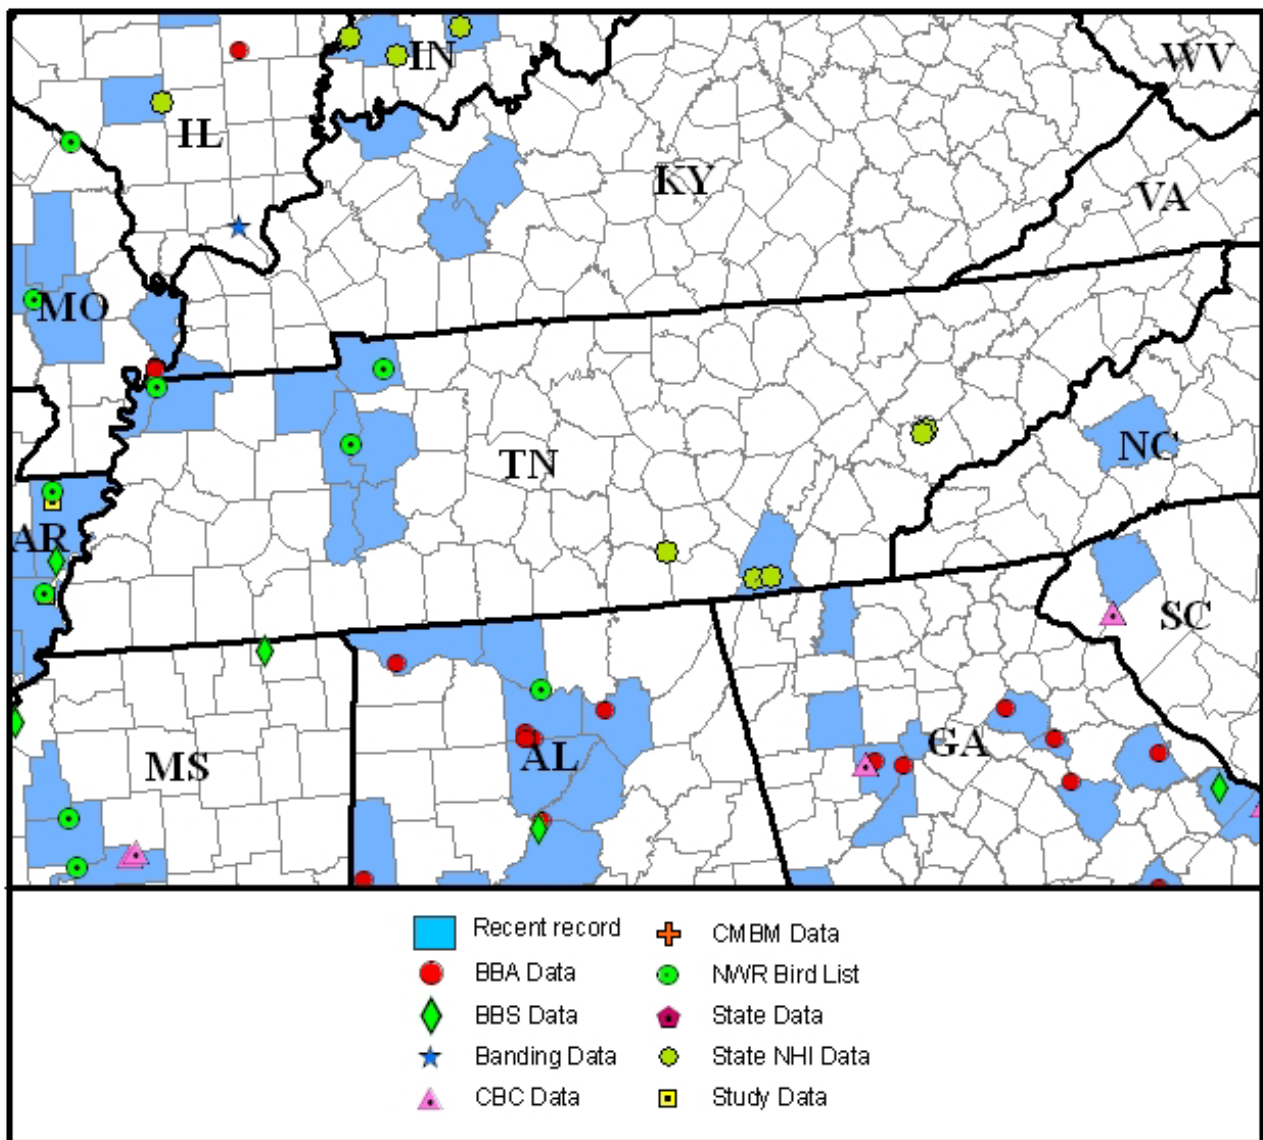 IN
WV
IL
KY
VA
MO
NC
TN
AR
SC
GA
MS
AL
Recent record
CMBM Data
BBA Data
NWR Bird List
BBS Data
State Data
Banding Data
State NHI Data
CBC Data
Study Data